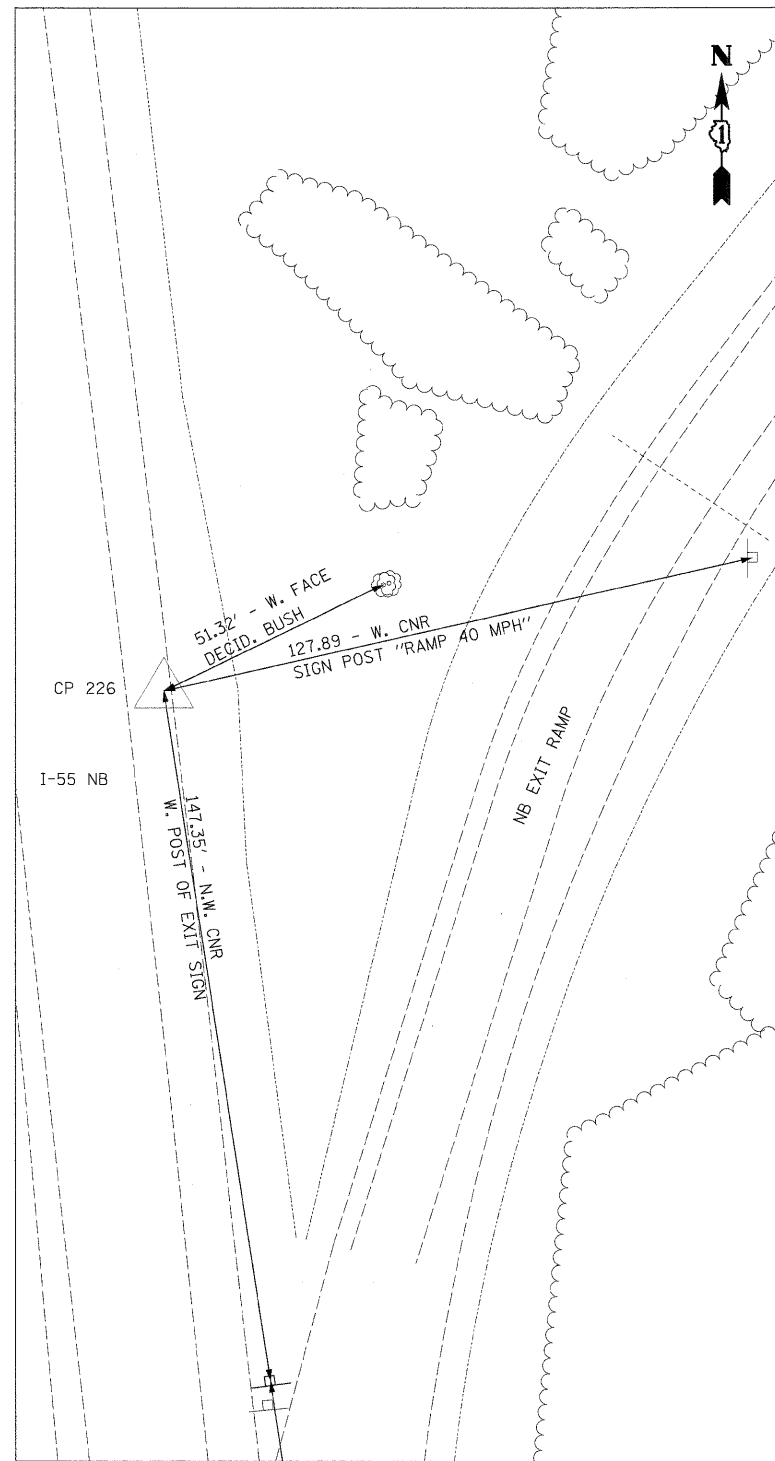 N
1
51.32' - W. FACE
DECID. BUSH
127.89 - W. CNR
SIGN POST "RAMP 40 MPH"
CP 226
I-55 NB
NB EXIT RAMP
147.35' - N.W. CNR
W. POST OF EXIT SIGN